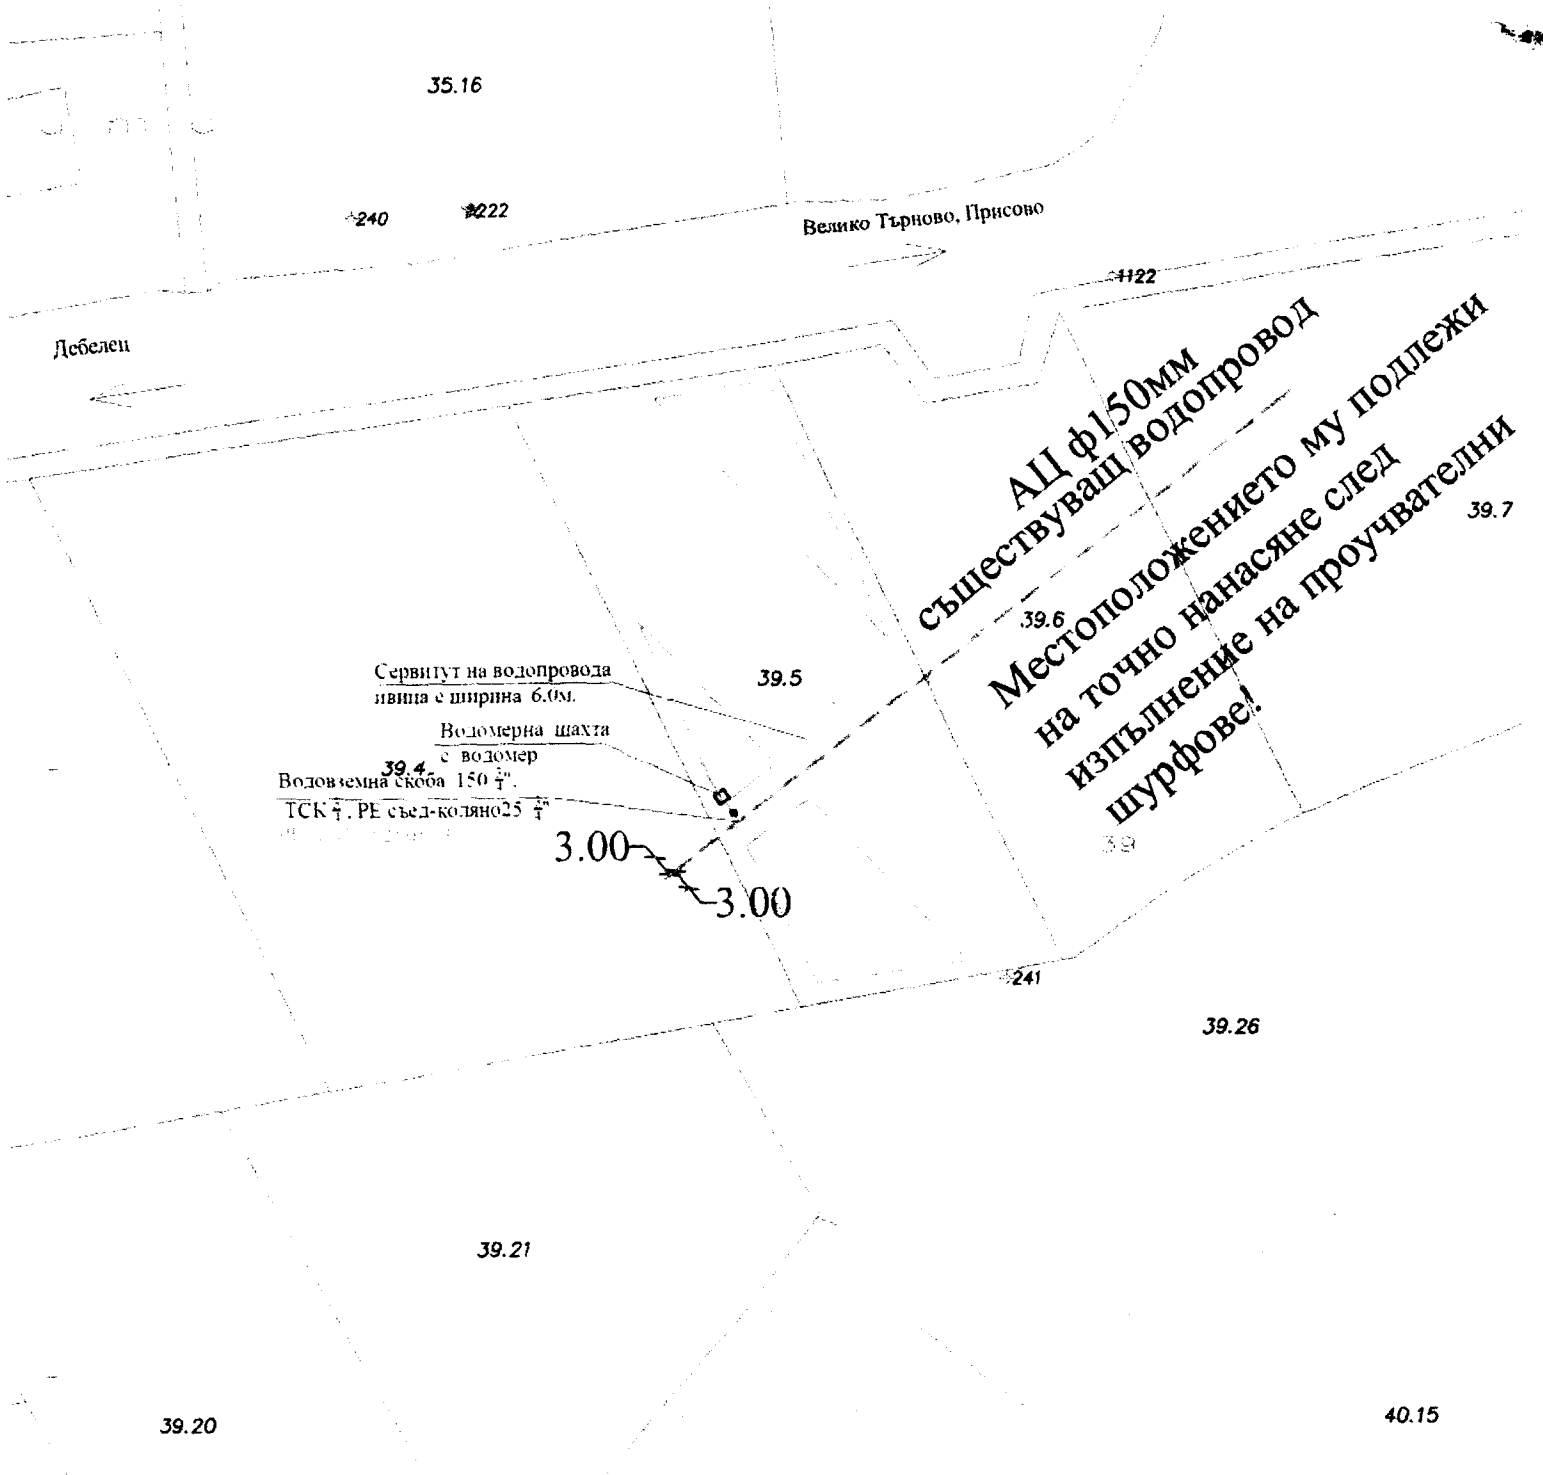 35.16
240
222
Велико Търново, Присово
1122
Дебелец
АЦ ф150мм
съществуващ водопровод
Местоположението му подлежи
на точно нанасяне след
изпълнение на проучвателни
шурфове!
39.7
39.6
39.5
Сервитут на водопровода
ивица с ширина 6.0м.
Водомерна шахта
с водомер
39.4
Водовземна скоба 150
ТСК , РЕ съед-коляно25
3.00
3.00
39
241
39.26
39.21
39.20
40.15